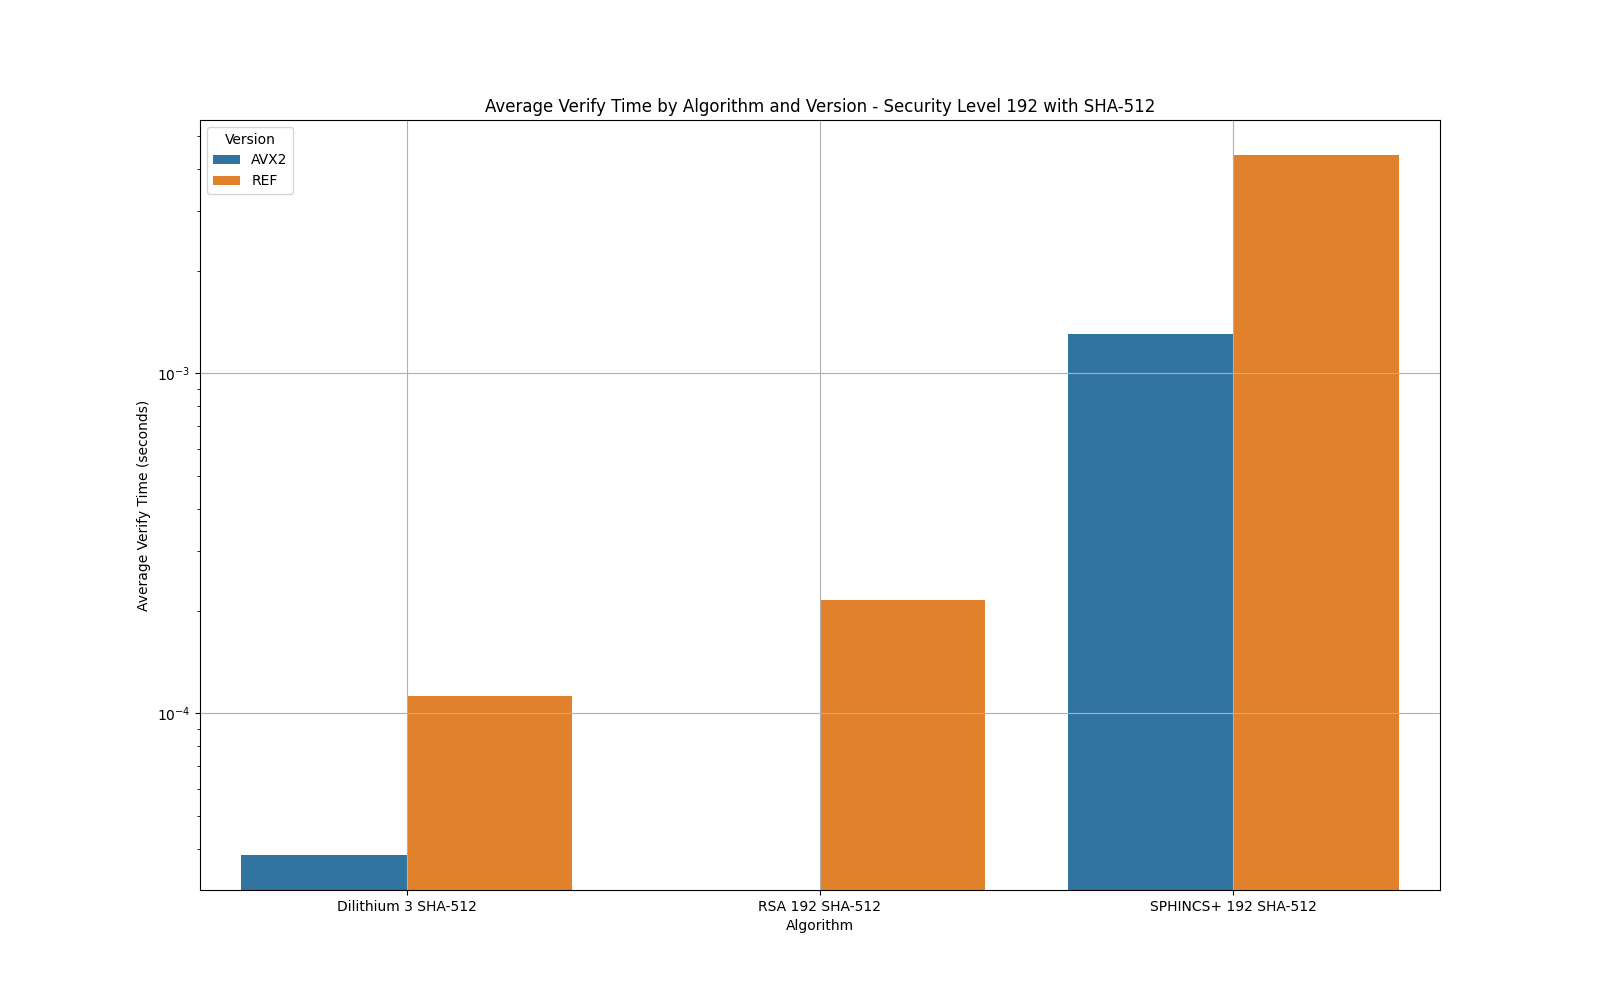 Average Verify Time by Algorithm and Version - Security Level 192 with SHA-512
Version
AVX2
REF
10⁻³
10⁻⁴
Average Verify Time (seconds)
Dilithium 3 SHA-512
RSA 192 SHA-512
SPHINCS+ 192 SHA-512
Algorithm